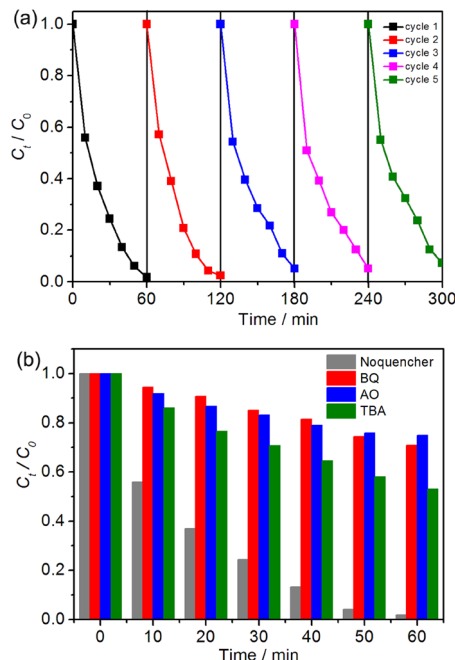 (a)
cycle 1
cycle 2
cycle 3
cycle 4
cycle 5
Ct / C0
1.0
0.8
0.6
0.4
0.2
0.0
0 60 120 180 240 300
Time / min
(b)
Noquencher
BQ
AO
TBA
Ct / C0
1.0
0.8
0.6
0.4
0.2
0.0
0 10 20 30 40 50 60
Time / min